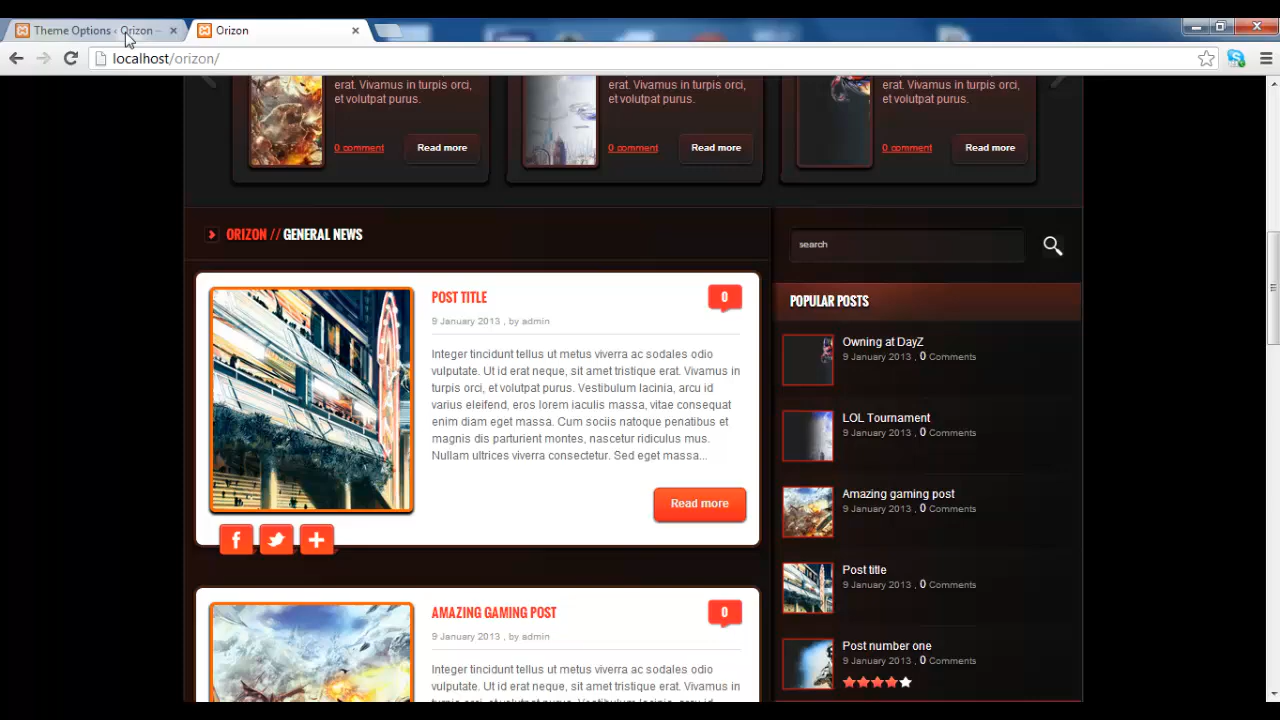 Theme Options ‹ Orizon —
Orizon
localhost/orizon/
erat. Vivamus in turpis orci,
et volutpat purus.
0 comment
Read more
erat. Vivamus in turpis orci,
et volutpat purus.
0 comment
Read more
erat. Vivamus in turpis orci,
et volutpat purus.
0 comment
Read more
ORIZON // GENERAL NEWS
POST TITLE
0
9 January 2013 , by admin
Integer tincidunt tellus ut metus viverra ac sodales odio
vulputate. Ut id erat neque, sit amet tristique erat. Vivamus in
turpis orci, et volutpat purus. Vestibulum lacinia, arcu id
varius eleifend, eros lorem iaculis massa, vitae consequat
enim diam eget massa. Cum sociis natoque penatibus et
magnis dis parturient montes, nascetur ridiculus mus.
Nullam ultrices viverra consectetur. Sed eget massa...
Read more
AMAZING GAMING POST
0
9 January 2013 , by admin
Integer tincidunt tellus ut metus viverra ac sodales odio
vulputate. Ut id erat neque, sit amet tristique erat. Vivamus in
search
POPULAR POSTS
Owning at DayZ
9 January 2013 , 0 Comments
LOL Tournament
9 January 2013 , 0 Comments
Amazing gaming post
9 January 2013 , 0 Comments
Post title
9 January 2013 , 0 Comments
Post number one
9 January 2013 , 0 Comments